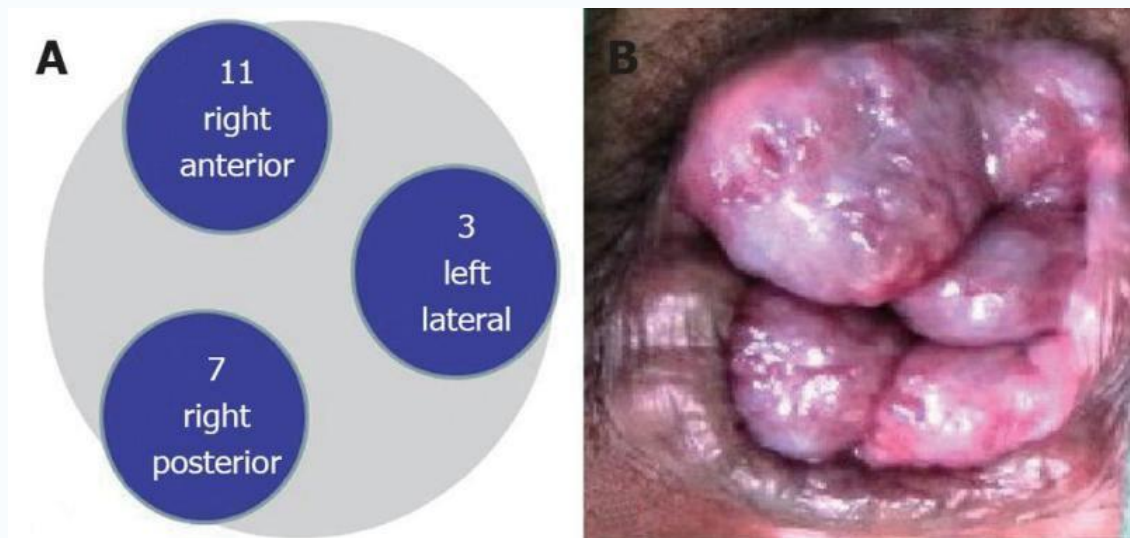 A
11
right
anterior
3
left
lateral
7
right
posterior
B